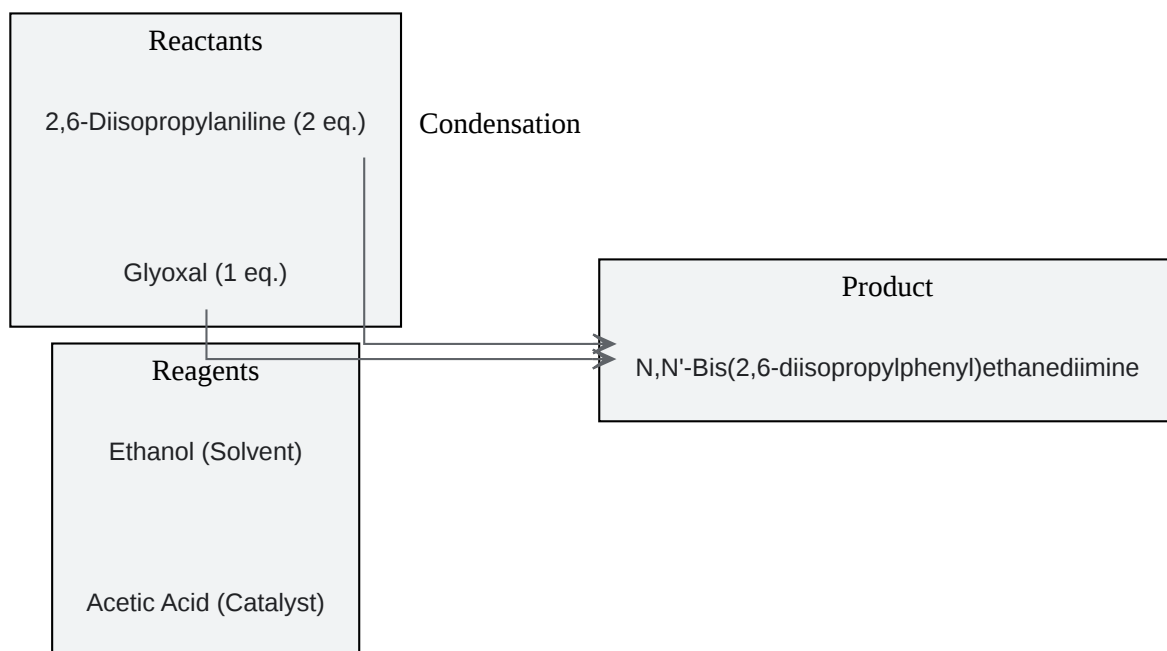 Reactants
2,6-Diisopropylaniline (2 eq.)
Condensation
Glyoxal (1 eq.)
Product
N,N'-Bis(2,6-diisopropylphenyl)ethanediimine
Reagents
Ethanol (Solvent)
Acetic Acid (Catalyst)